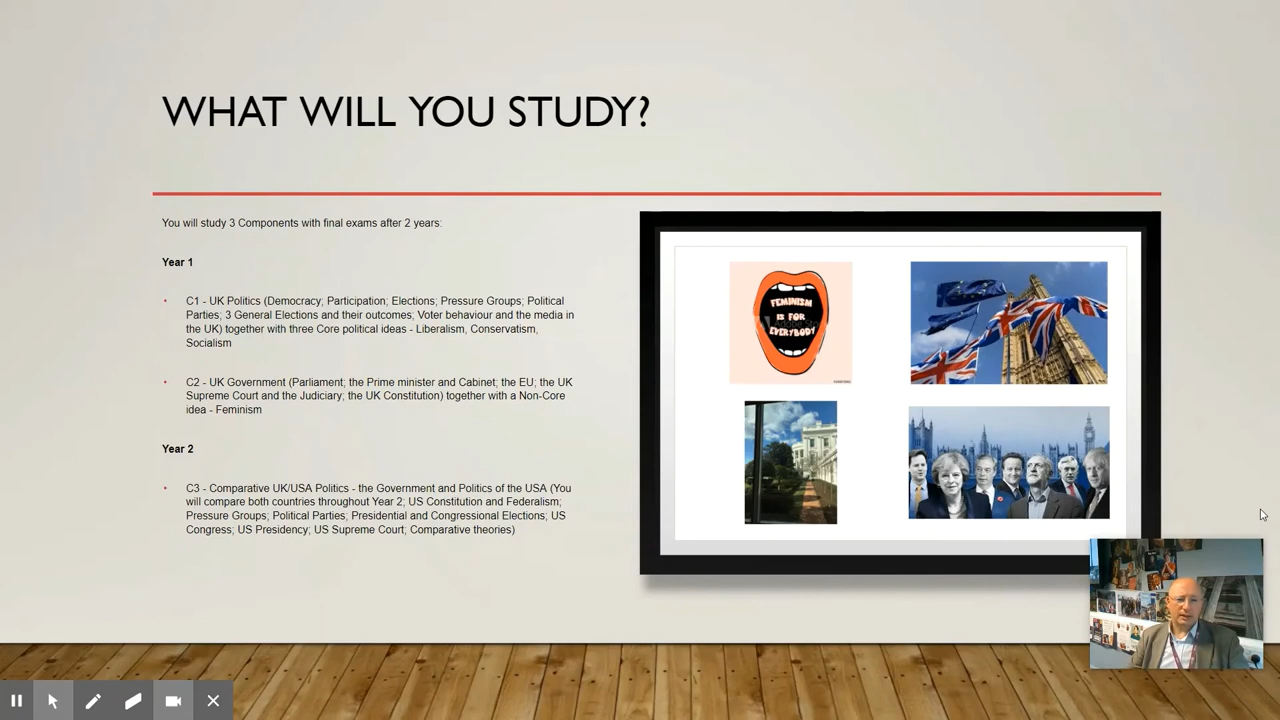 WHAT WILL YOU STUDY?
You will study 3 Components with final exams after 2 years:
Year 1
• C1 - UK Politics (Democracy; Participation; Elections; Pressure Groups; Political
Parties; 3 General Elections and their outcomes; Voter behaviour and the media in
the UK) together with three Core political ideas - Liberalism, Conservatism,
Socialism
• C2 - UK Government (Parliament; the Prime minister and Cabinet; the EU; the UK
Supreme Court and the Judiciary; the UK Constitution) together with a Non-Core
idea - Feminism
Year 2
• C3 - Comparative UK/USA Politics - the Government and Politics of the USA (You
will compare both countries throughout Year 2; US Constitution and Federalism;
Pressure Groups; Political Parties; Presidential and Congressional Elections; US
Congress; US Presidency; US Supreme Court; Comparative theories)
FEMINISM
IS FOR
EVERYBODY